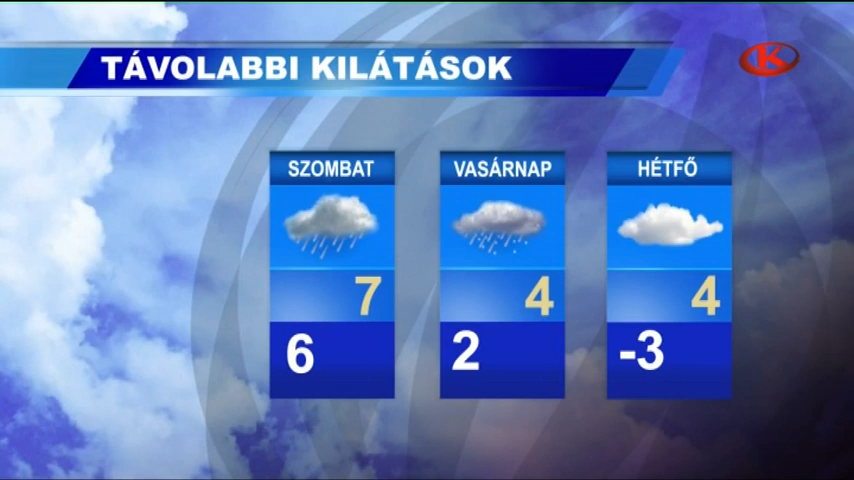 TÁVOLABBI KILÁTÁSOK
K
SZOMBAT
7
6
VASÁRNAP
4
2
HÉTFŐ
4
-3